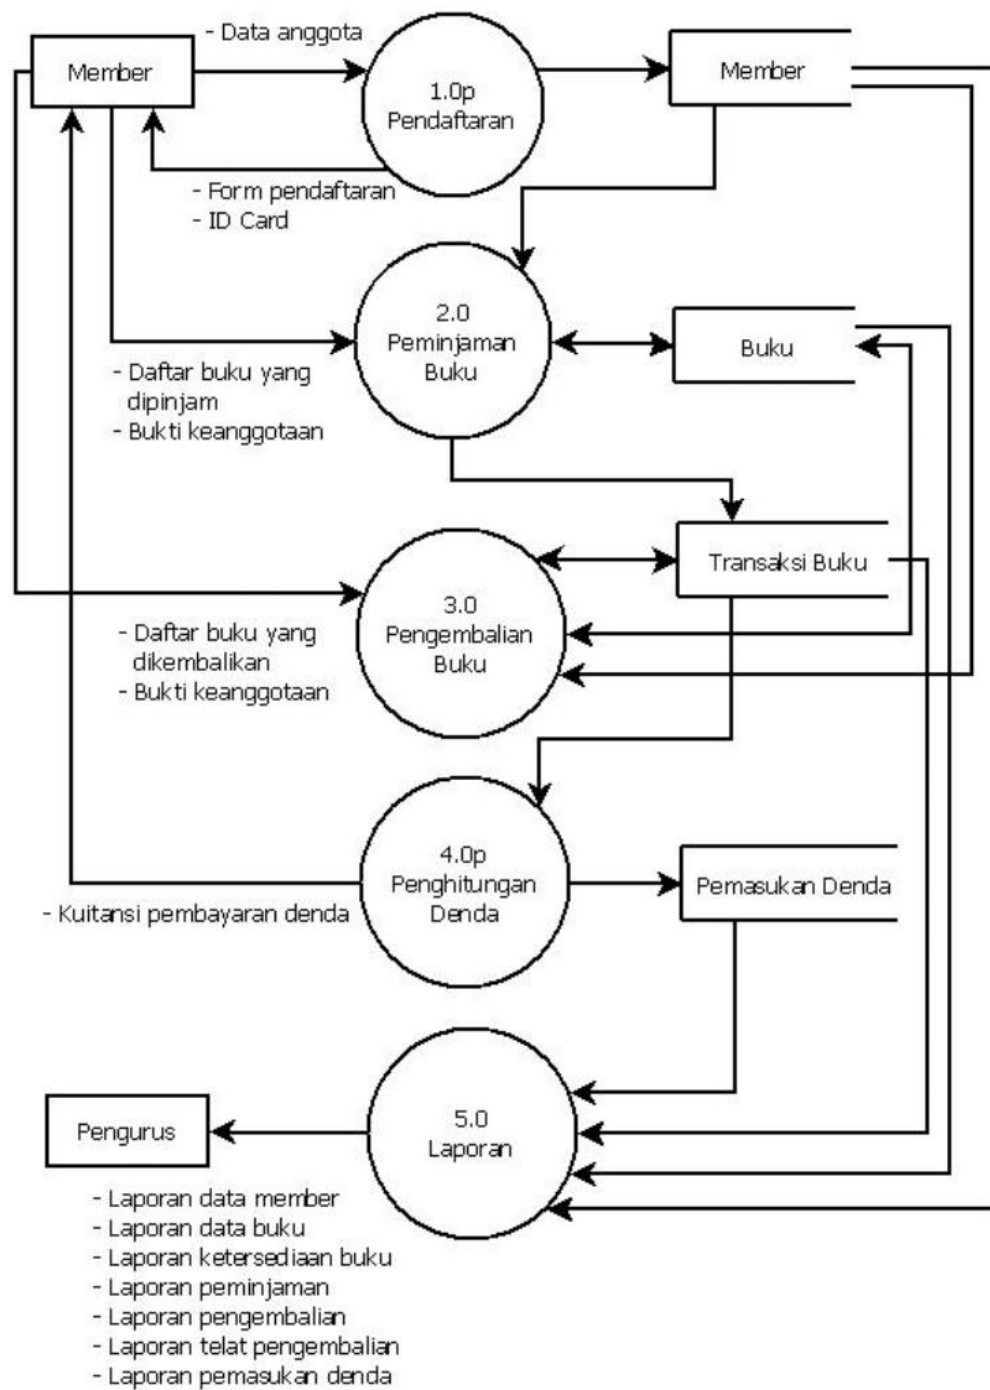 - Data anggota
Member
1.0p
Pendaftaran
Member
- Form pendaftaran
- ID Card
2.0
Peminjaman
Buku
Buku
- Daftar buku yang
dipinjam
- Bukti keanggotaan
Transaksi Buku
3.0
Pengembalian
Buku
- Daftar buku yang
dikembalikan
- Bukti keanggotaan
4.0p
Penghitungan
Denda
Pemasukan Denda
- Kuitansi pembayaran denda
5.0
Laporan
Pengurus
- Laporan data member
- Laporan data buku
- Laporan ketersediaan buku
- Laporan peminjaman
- Laporan pengembalian
- Laporan telat pengembalian
- Laporan pemasukan denda